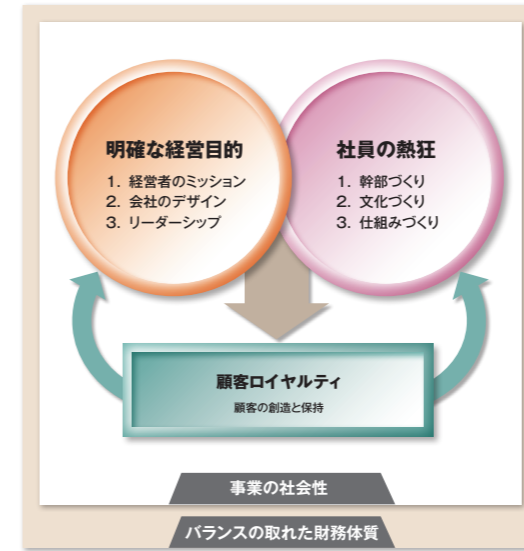 明確な経営目的
1. 経営者のミッション
2. 会社のデザイン
3. リーダーシップ
社員の熱狂
1. 幹部づくり
2. 文化づくり
3. 仕組みづくり
顧客ロイヤルティ
顧客の創造と保持
事業の社会性
バランスの取れた財務体質